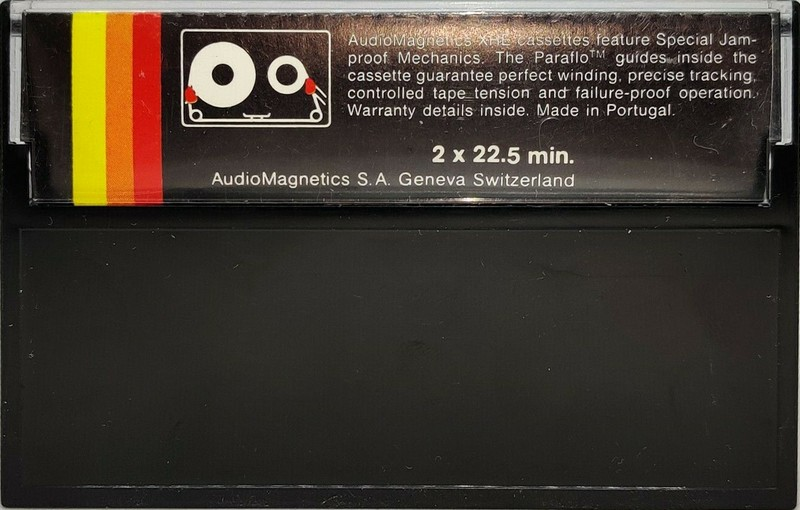 AudioMagnetics XHE cassettes feature Special Jam-
proof Mechanics. The Paraflo™ guides inside the
cassette guarantee perfect winding, precise tracking,
controlled tape tension and failure-proof operation.
Warranty details inside. Made in Portugal.
2 x 22.5 min.
AudioMagnetics S.A. Geneva Switzerland